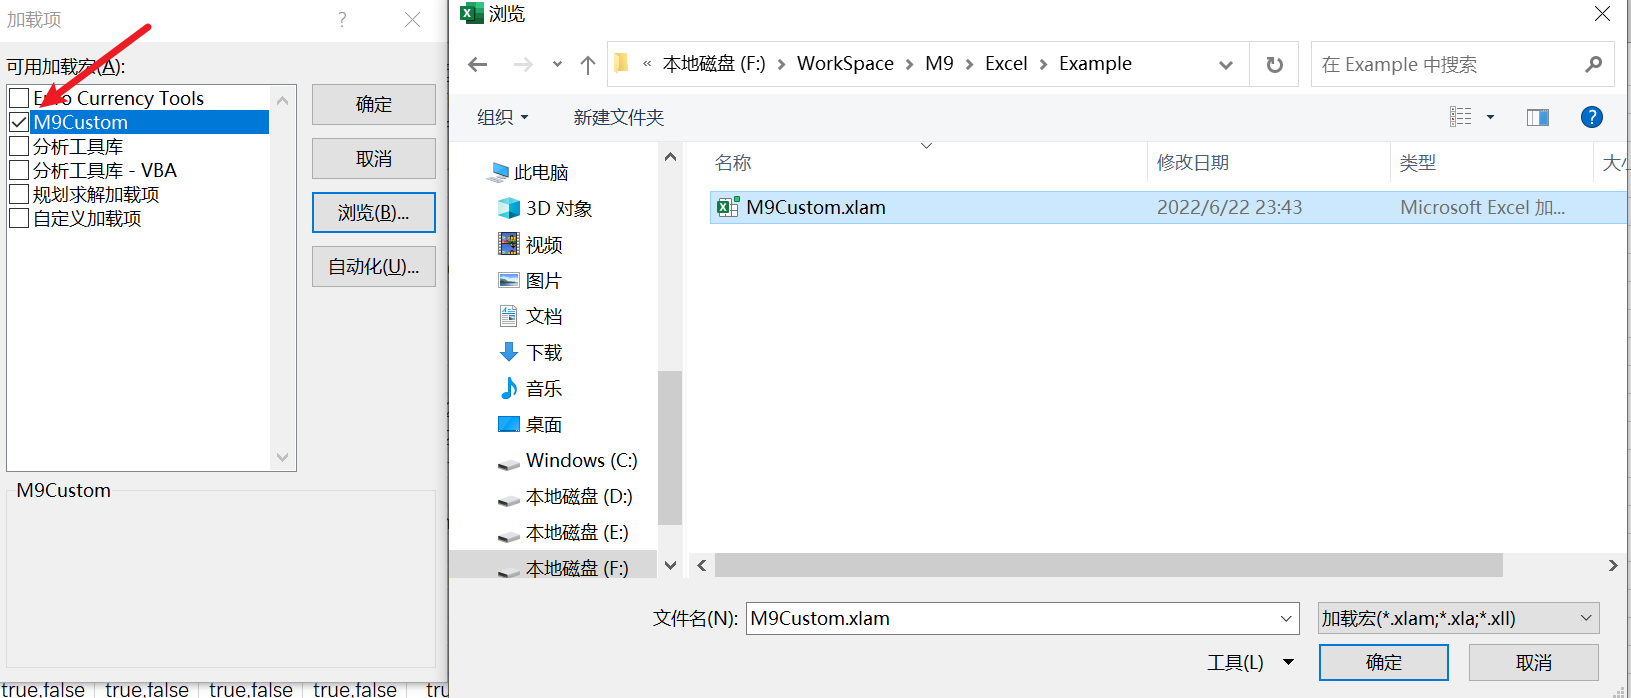 加载项
?
可用加载宏(A):
Euro Currency Tools
M9Custom
分析工具库
分析工具库 - VBA
规划求解加载项
自定义加载项
确定
取消
浏览(B)...
自动化(U)...
M9Custom
true,false true,false true,false true,false tru
浏览
« 本地磁盘 (F:) > WorkSpace > M9 > Excel > Example
在 Example 中搜索
组织
新建文件夹
?
此电脑
3D 对象
视频
图片
文档
下载
音乐
桌面
Windows (C:)
本地磁盘 (D:)
本地磁盘 (E:)
本地磁盘 (F:)
名称 修改日期 类型 大
M9Custom.xlam 2022/6/22 23:43 Microsoft Excel 加...
文件名(N): M9Custom.xlam
加载宏(*.xlam;*.xla;*.xll)
工具(L)
确定
取消